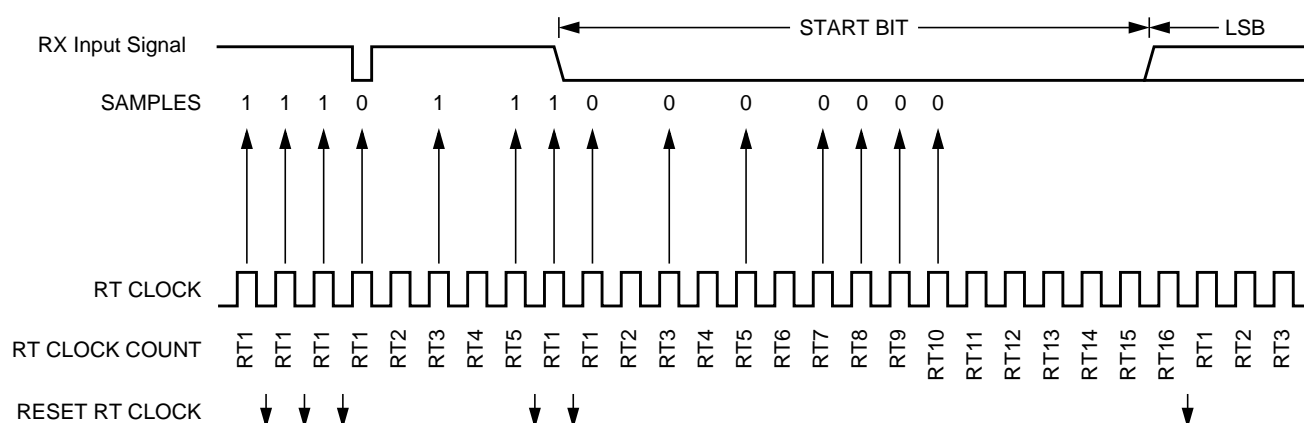 START BIT LSB
RX Input Signal
SAMPLES 1 1 1 0 1 1 1 0 0 0 0 0 0 0
RT CLOCK
RT CLOCK COUNT RT1 RT1 RT1 RT1 RT2 RT3 RT4 RT5 RT1 RT1 RT2 RT3 RT4 RT5 RT6 RT7 RT8 RT9 RT10 RT11 RT12 RT13 RT14 RT15 RT16 RT1 RT2 RT3
RESET RT CLOCK